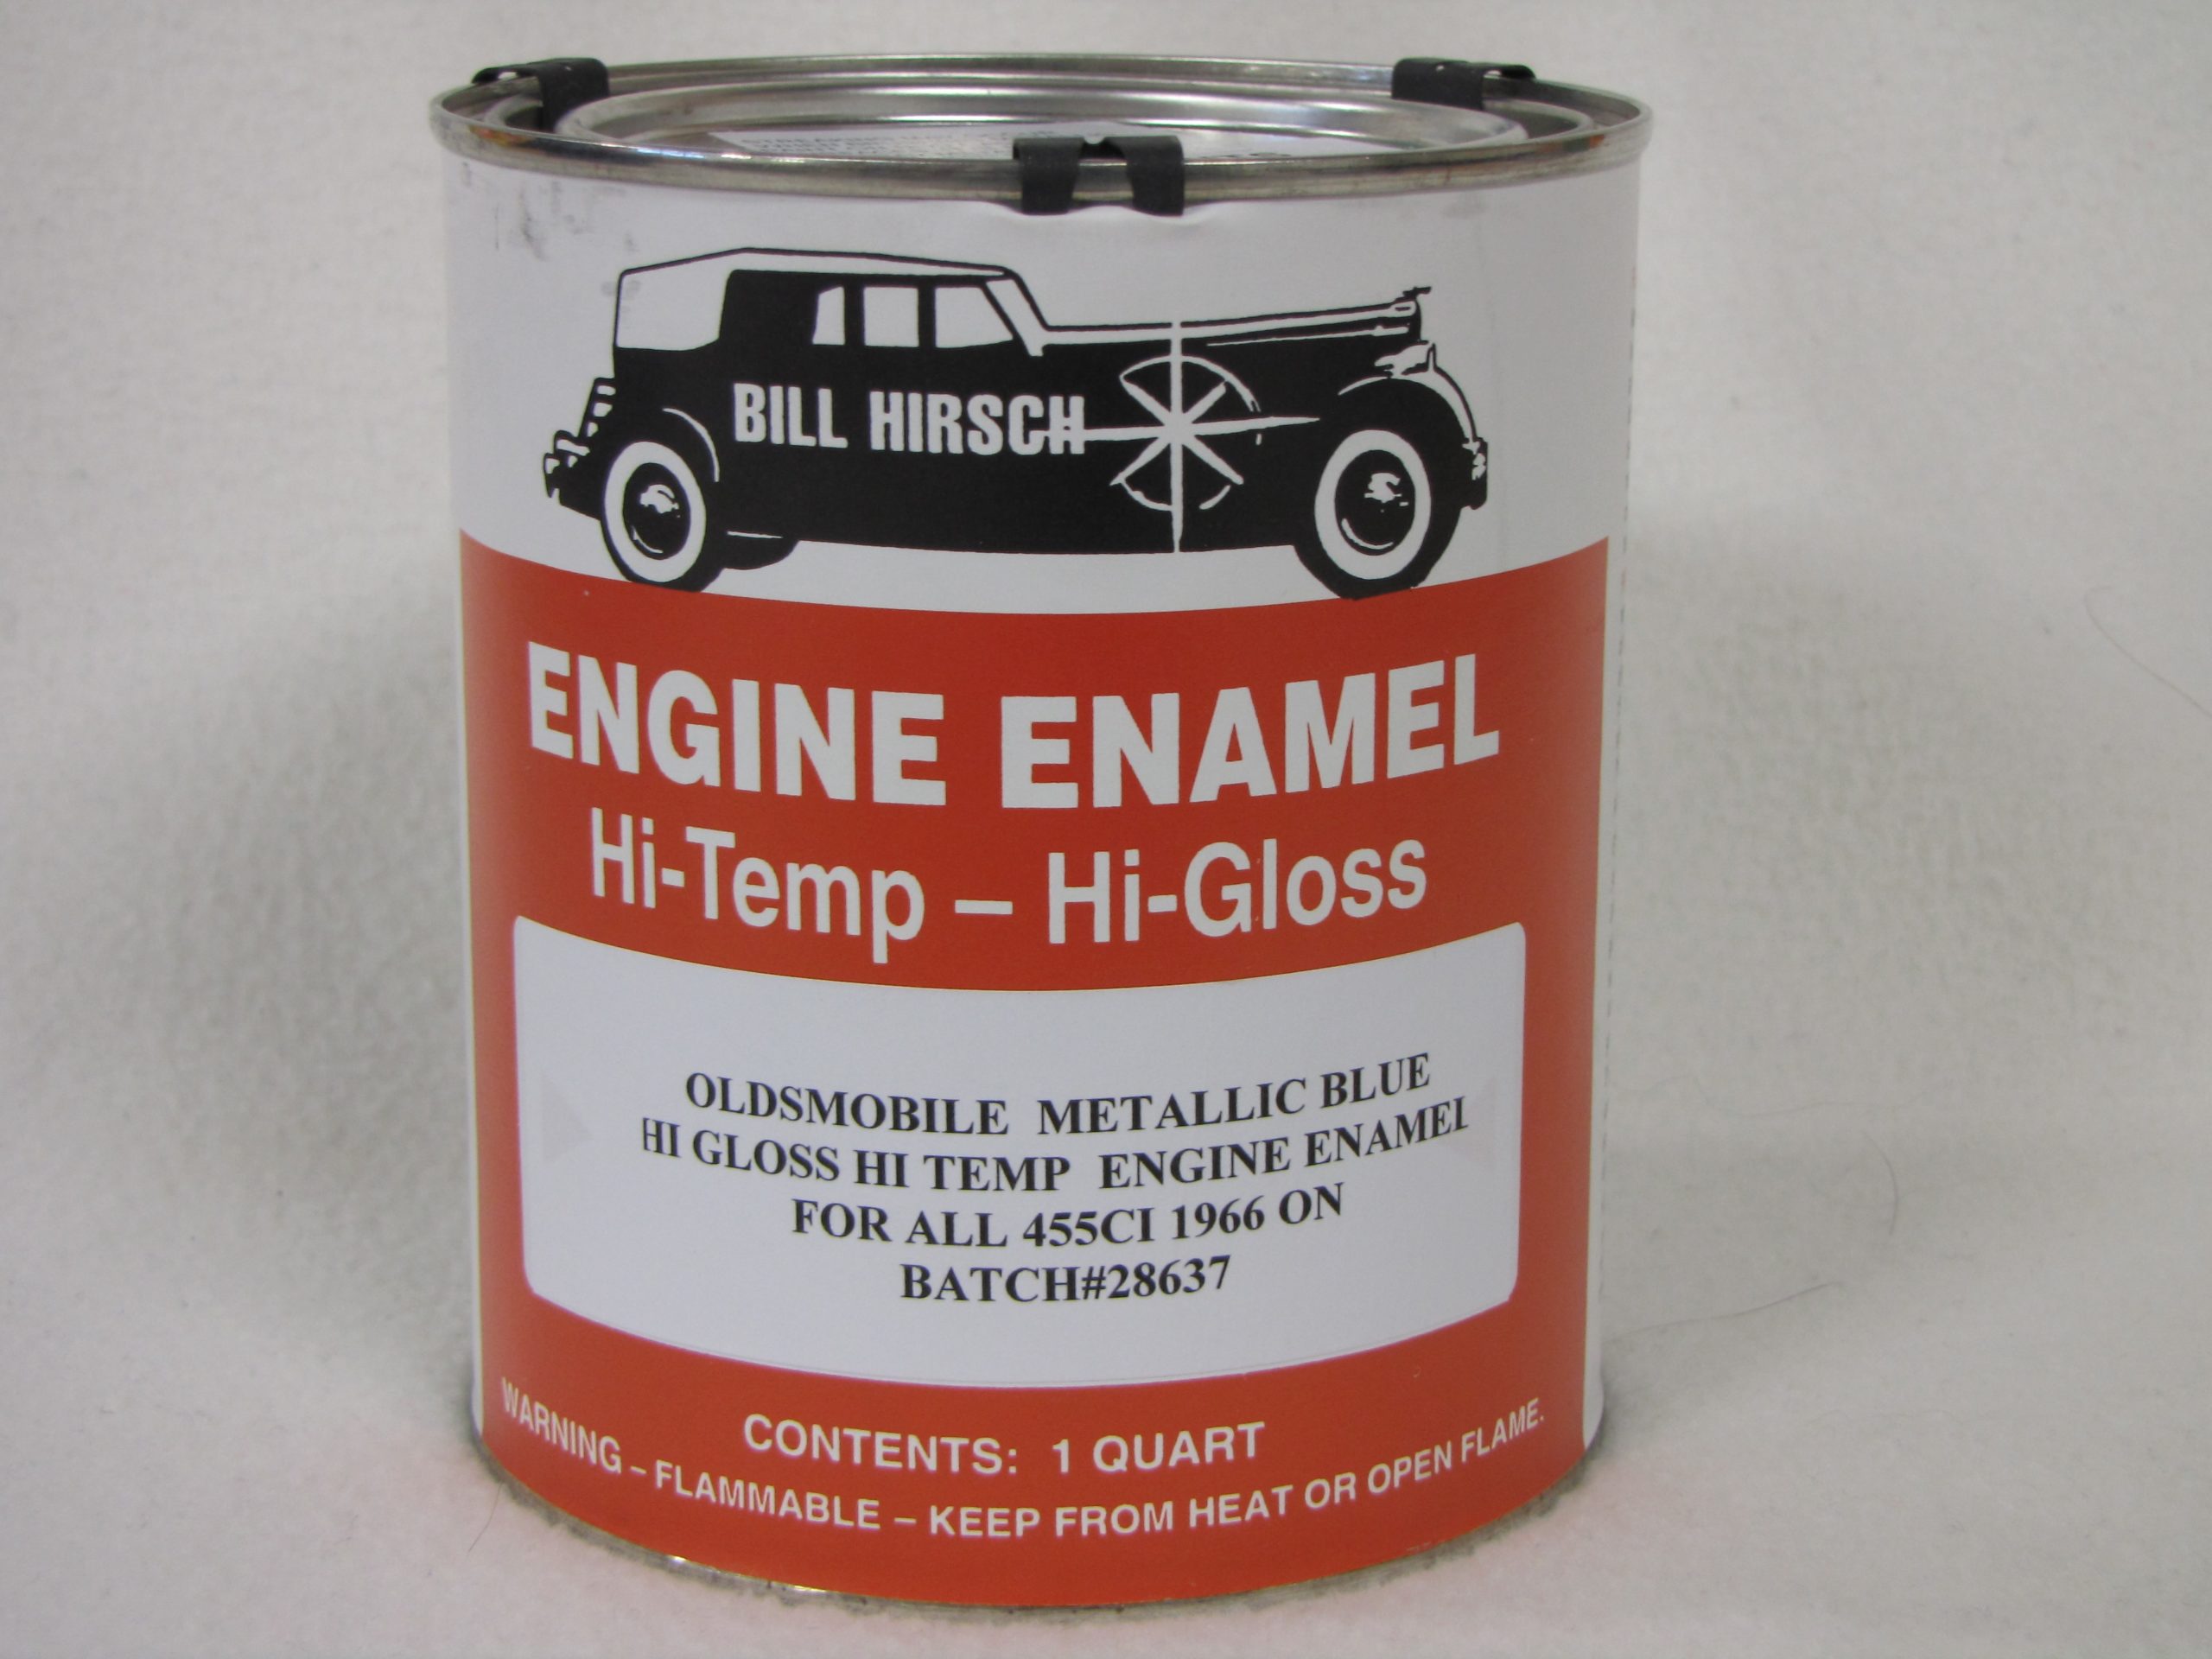 BILL HIRSCH
ENGINE ENAMEL
Hi-Temp – Hi-Gloss
OLDSMOBILE METALLIC BLUE
HI GLOSS HI TEMP ENGINE ENAMEL
FOR ALL 455CI 1966 ON
BATCH#28637
CONTENTS: 1 QUART
WARNING – FLAMMABLE – KEEP FROM HEAT OR OPEN FLAME.